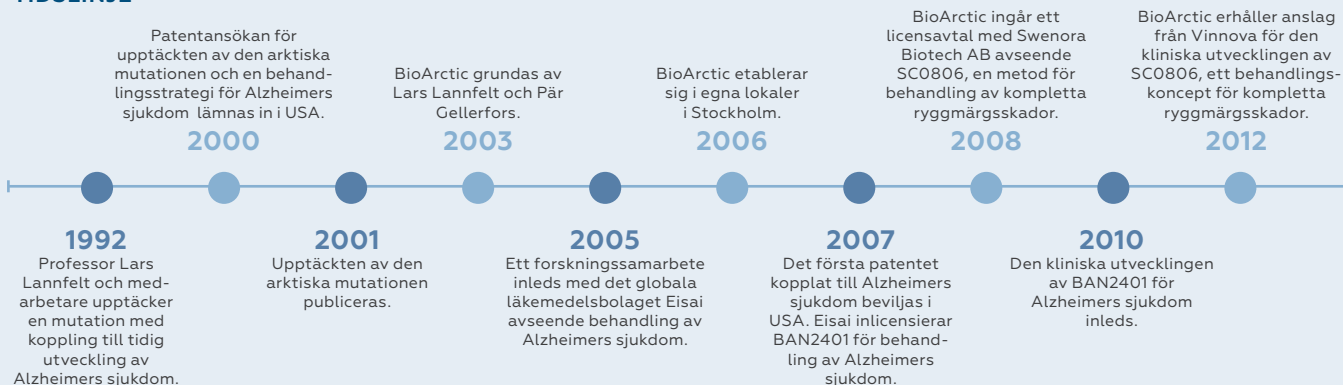 TIDSLINJE
Patentansökan för
upptäckten av den arktiska
mutationen och en behand-
lingsstrategi för Alzheimers
sjukdom lämnas in i USA.
2000
BioArctic grundas av
Lars Lannfelt och Pär
Gellerfors.
2003
BioArctic etablerar
sig i egna lokaler
i Stockholm.
2006
BioArctic ingår ett
licensavtal med Swenora
Biotech AB avseende
SC0806, en metod för
behandling av kompletta
ryggmärgsskador.
2008
BioArctic erhåller anslag
från Vinnova för den
kliniska utvecklingen av
SC0806, ett behandlings-
koncept för kompletta
ryggmärgsskador.
2012
1992
Professor Lars
Lannfelt och med-
arbetare upptäcker
en mutation med
koppling till tidig
utveckling av
Alzheimers sjukdom.
2001
Upptäckten av den
arktiska mutationen
publiceras.
2005
Ett forskningssamarbete
inleds med det globala
läkemedelsbolaget Eisai
avseende behandling av
Alzheimers sjukdom.
2007
Det första patentet
kopplat till Alzheimers
sjukdom beviljas i
USA. Eisai inlicensierar
BAN2401 för behand-
ling av Alzheimers
sjukdom.
2010
Den kliniska utvecklingen
av BAN2401 för
Alzheimers sjukdom
inleds.